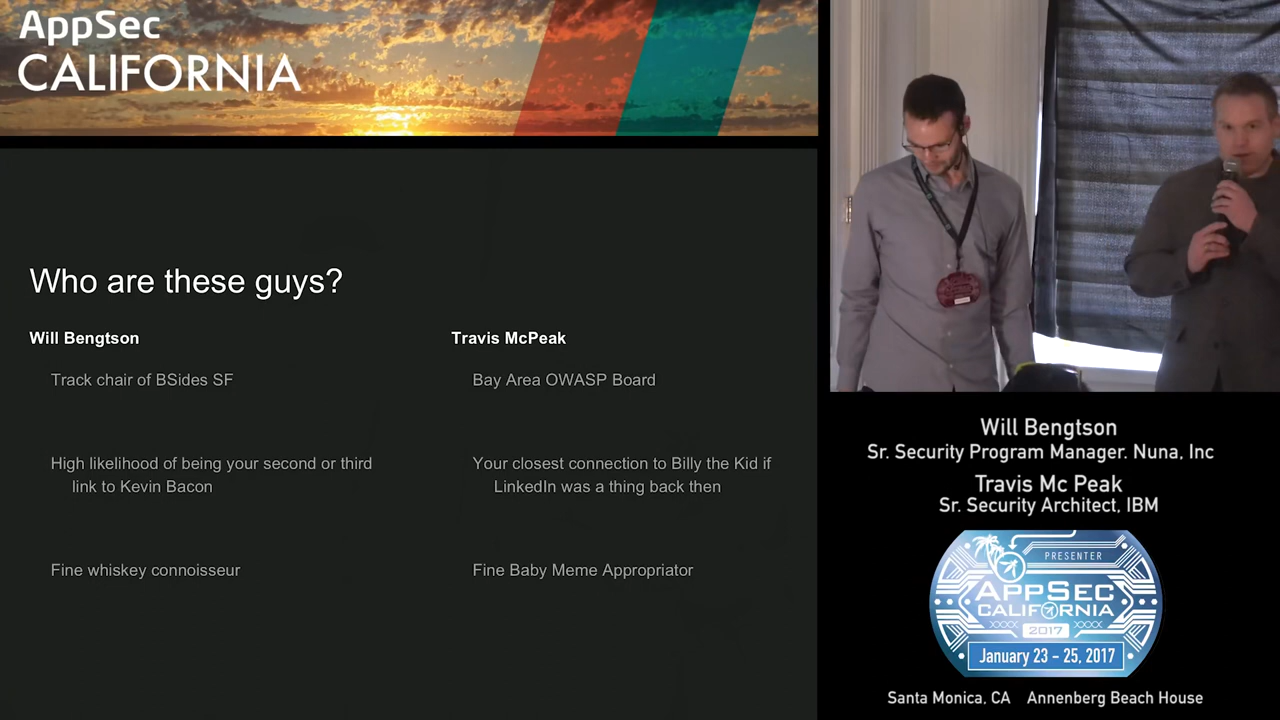 AppSec
CALIFORNIA
Who are these guys?
Will Bengtson
Track chair of BSides SF
High likelihood of being your second or third
link to Kevin Bacon
Fine whiskey connoisseur
Travis McPeak
Bay Area OWASP Board
Your closest connection to Billy the Kid if
LinkedIn was a thing back then
Fine Baby Meme Appropriator
Will Bengtson
Sr. Security Program Manager. Nuna, Inc
Travis Mc Peak
Sr. Security Architect, IBM
PRESENTER
APPSEC
CALIFORNIA
2017
January 23 - 25, 2017
Santa Monica, CA Annenberg Beach House